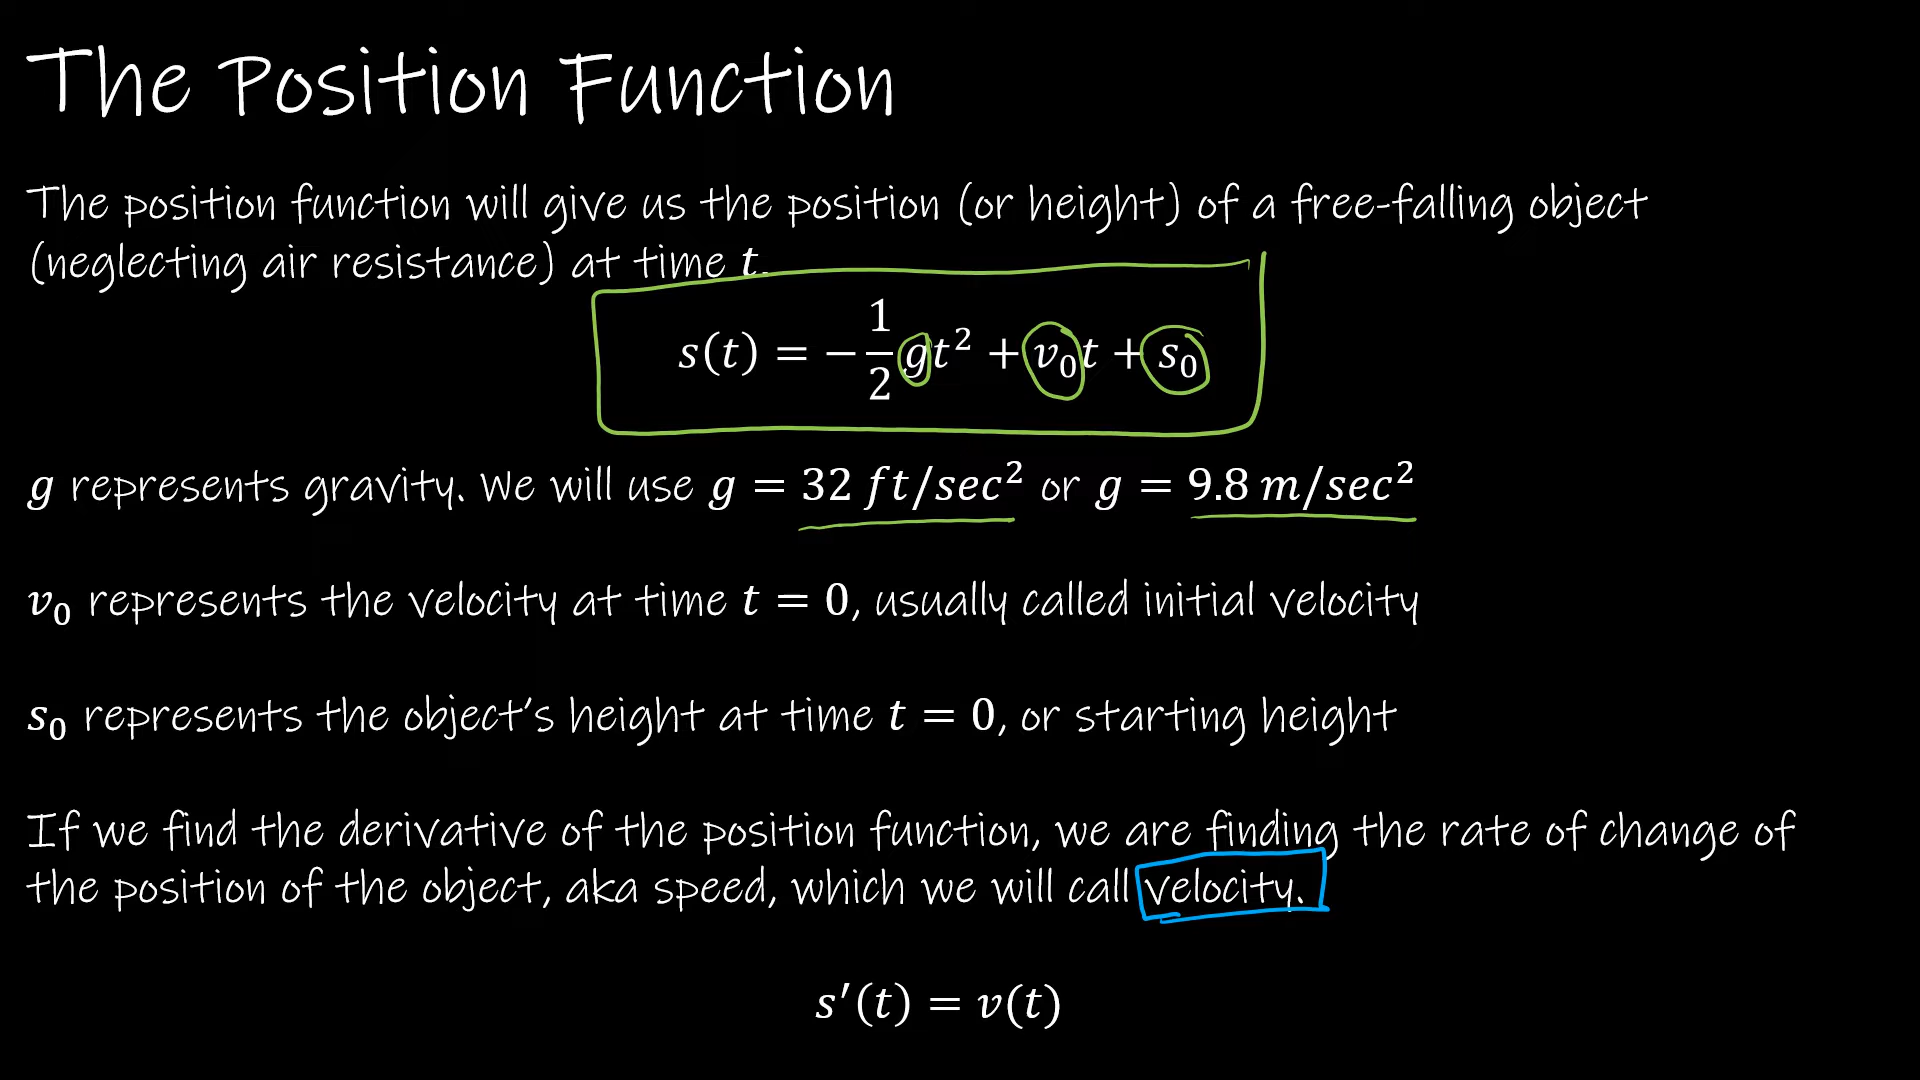 The Position Function
The position function will give us the position (or height) of a free-falling object
(neglecting air resistance) at time t.
s(t) = −1/2 gt² + v₀t + s₀
g represents gravity. We will use g = 32 ft/sec² or g = 9.8 m/sec²
v₀ represents the velocity at time t = 0, usually called initial velocity
s₀ represents the object's height at time t = 0, or starting height
If we find the derivative of the position function, we are finding the rate of change of
the position of the object, aka speed, which we will call velocity.
s′(t) = v(t)